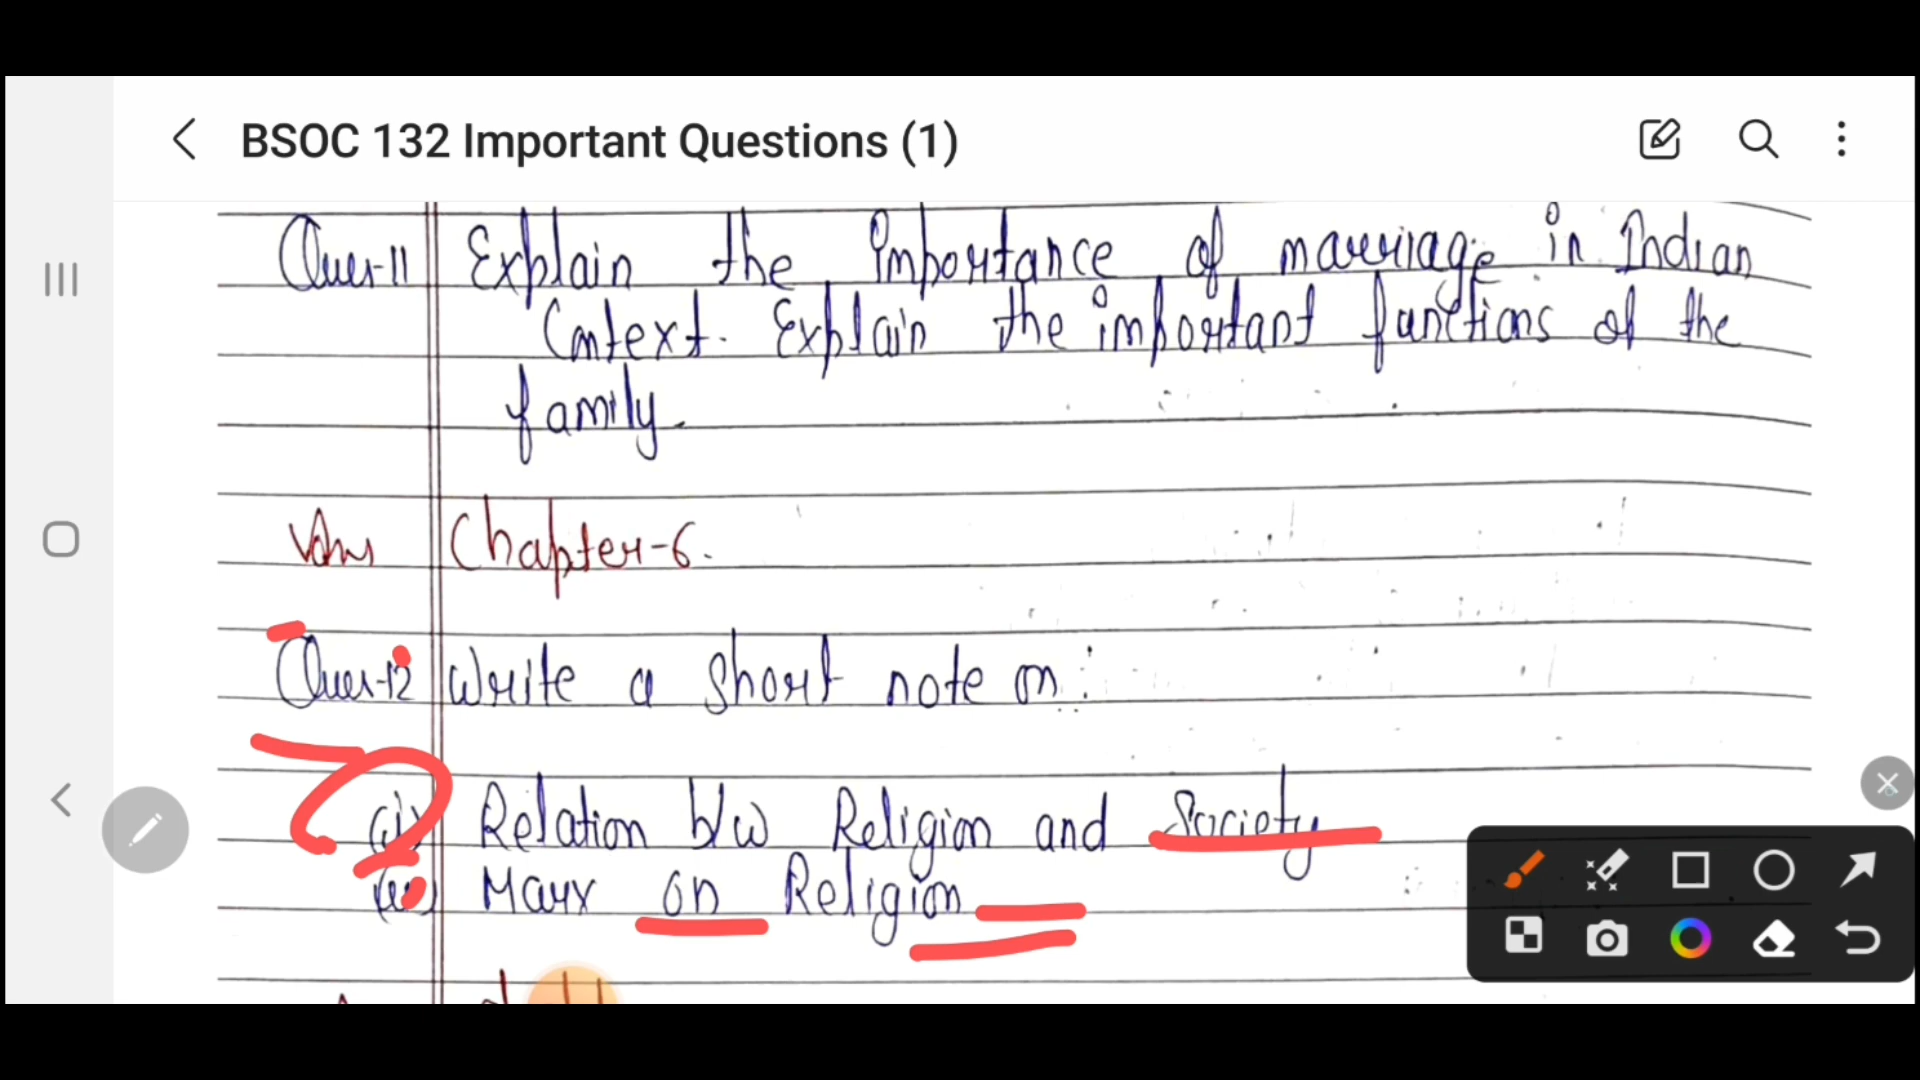 BSOC 132 Important Questions (1)
Ques-11 Explain the importance of marriage in Indian
Context. Explain the important functions of the
family.
Ans Chapter-6.
Ques-12 Write a short note on :
(i) Relation b/w Religion and Society
(ii) Marx on Religion